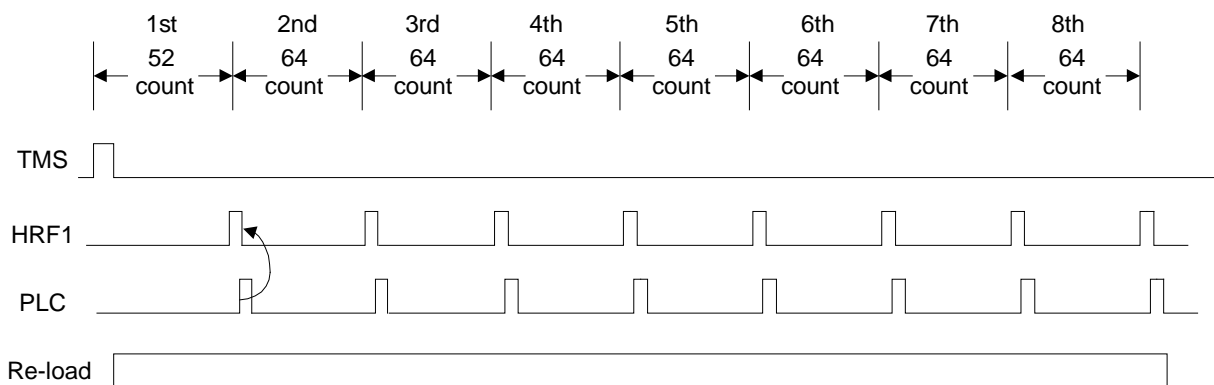 1st 2nd 3rd 4th 5th 6th 7th 8th
52 64 64 64 64 64 64 64
count count count count count count count count
TMS
HRF1
PLC
Re-load